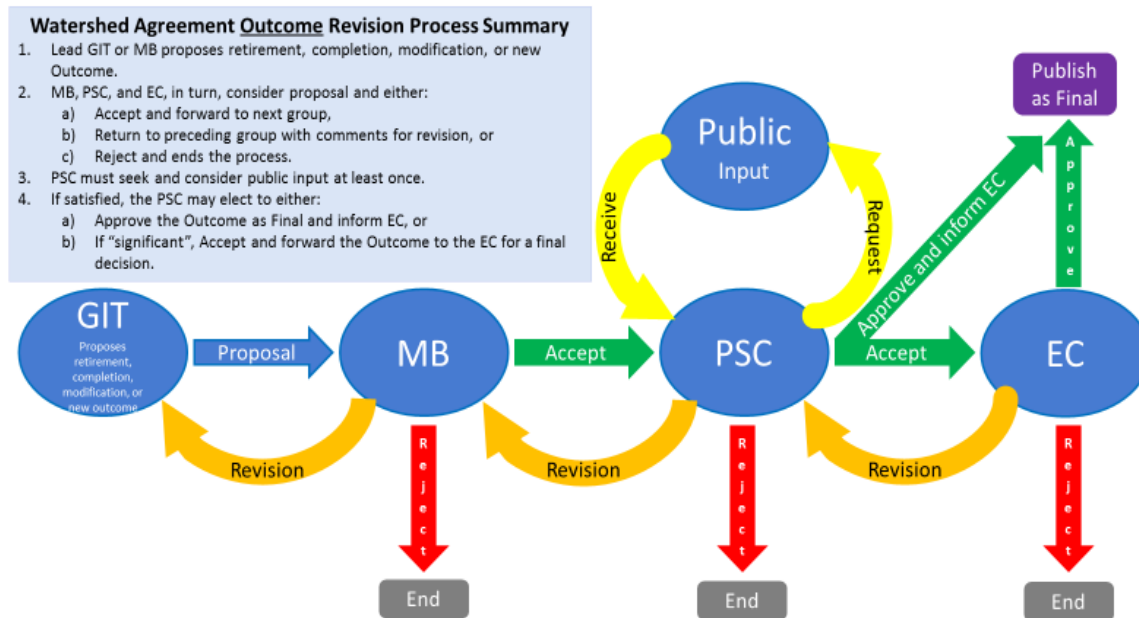 Watershed Agreement Outcome Revision Process Summary
1. Lead GIT or MB proposes retirement, completion, modification, or new
Outcome.
2. MB, PSC, and EC, in turn, consider proposal and either:
a) Accept and forward to next group,
b) Return to preceding group with comments for revision, or
c) Reject and ends the process.
3. PSC must seek and consider public input at least once.
4. If satisfied, the PSC may elect to either:
a) Approve the Outcome as Final and inform EC, or
b) If “significant”, Accept and forward the Outcome to the EC for a final
decision.
Publish
as Final
Public
Input
Receive
Request
Approve and inform EC
Approve
GIT
Proposes
retirement,
completion,
modification, or
new outcome
Proposal
MB
Accept
PSC
Accept
EC
Revision
Revision
Revision
Reject
Reject
Reject
End
End
End